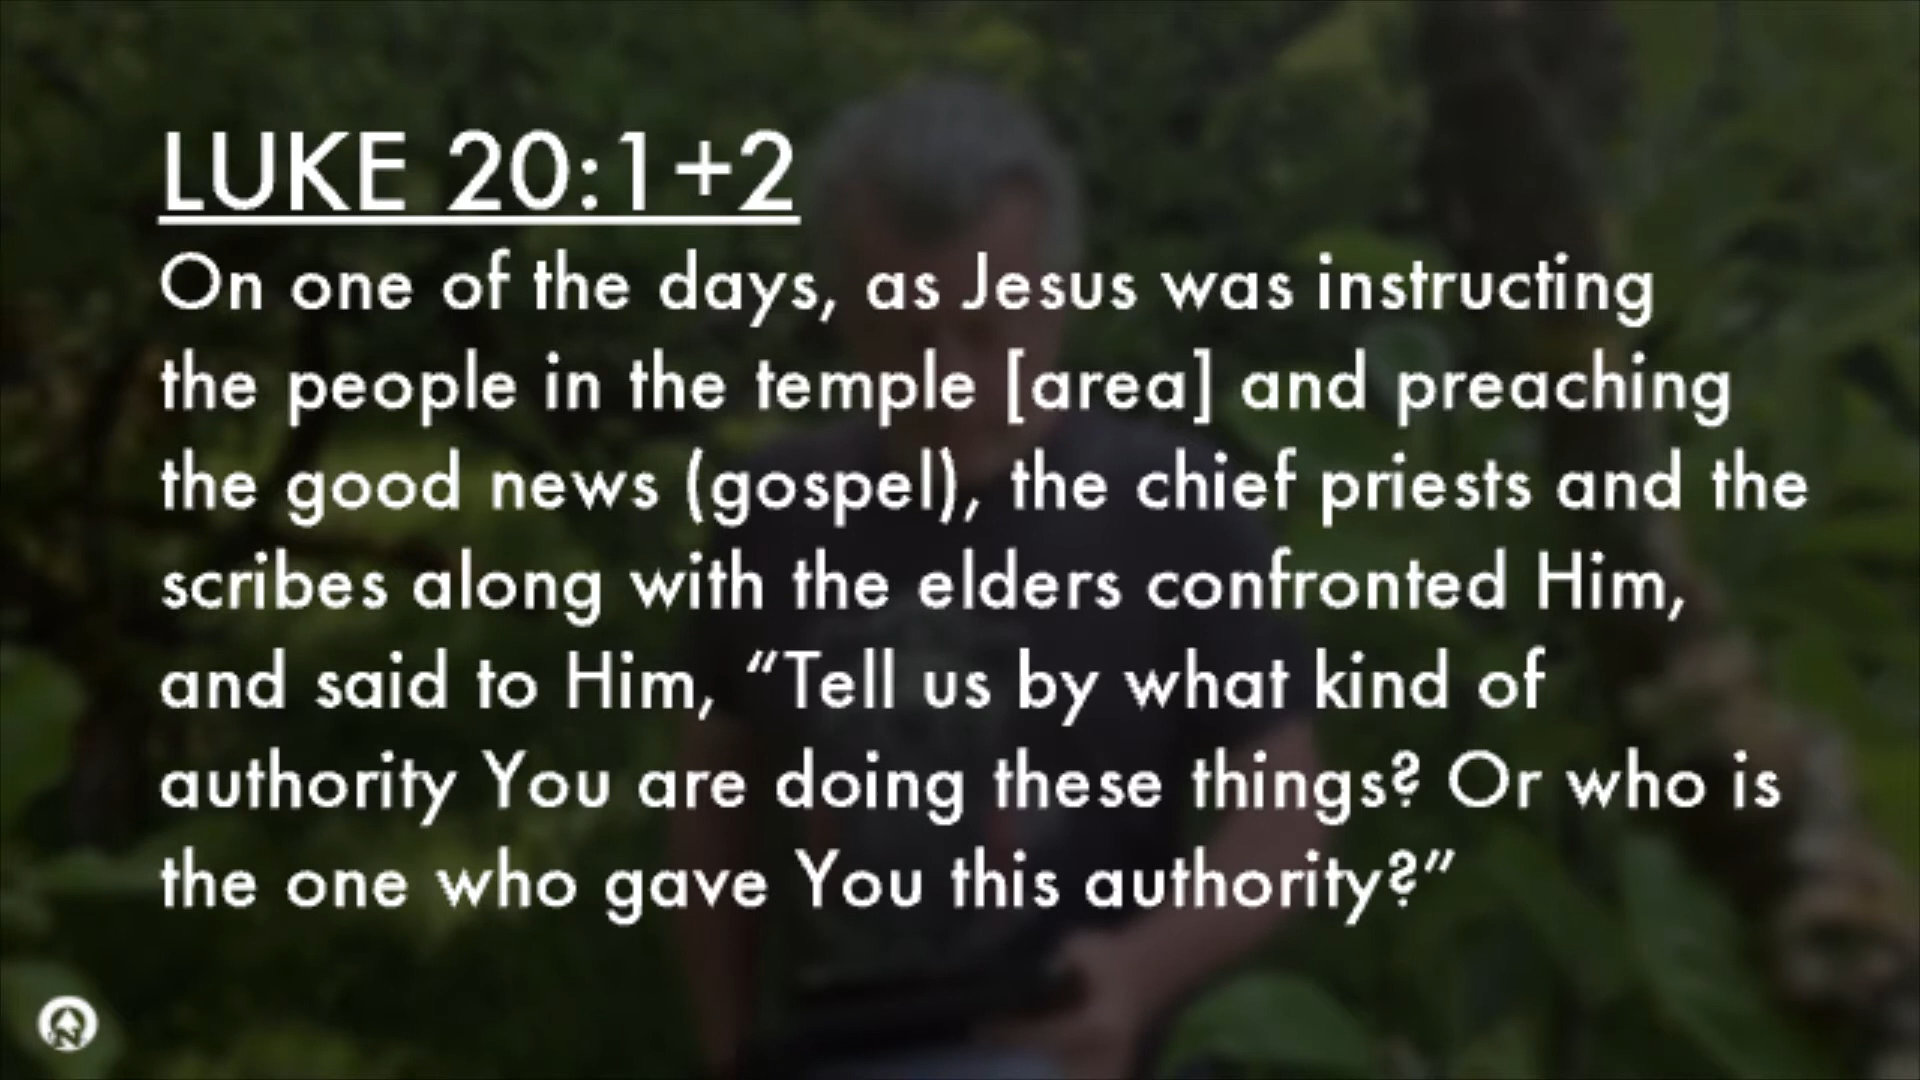 LUKE 20:1+2
On one of the days, as Jesus was instructing
the people in the temple [area] and preaching
the good news (gospel), the chief priests and the
scribes along with the elders confronted Him,
and said to Him, “Tell us by what kind of
authority You are doing these things? Or who is
the one who gave You this authority?”
N